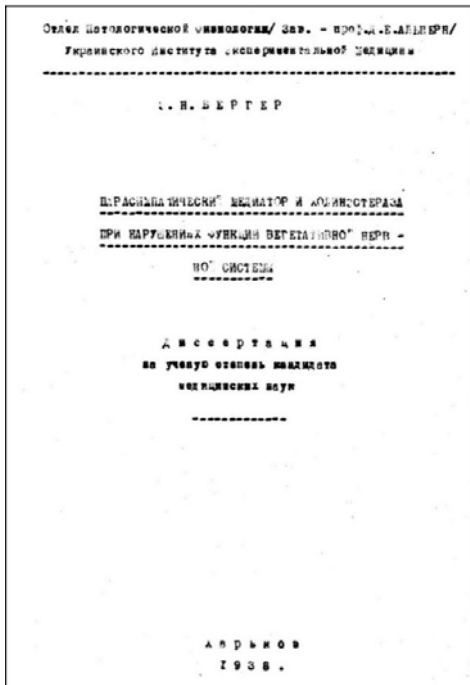 Отдел Патологической Физиологии/ Зав. - проф.Д.Е.АЛЬПЕРН/
Украинского Института Экспериментальной Медицины
Н. БЕРГЕР
ПАРАСИМПАТИЧЕСКИЙ МЕДИАТОР И ХОЛИНЭСТЕРАЗА
ПРИ НАРУШЕНИЯХ ФУНКЦИИ ВЕГЕТАТИВНОЙ НЕРВ -
НОЙ СИСТЕМЫ
Диссертация
на ученую степень кандидата
медицинских наук
Харьков
1938.